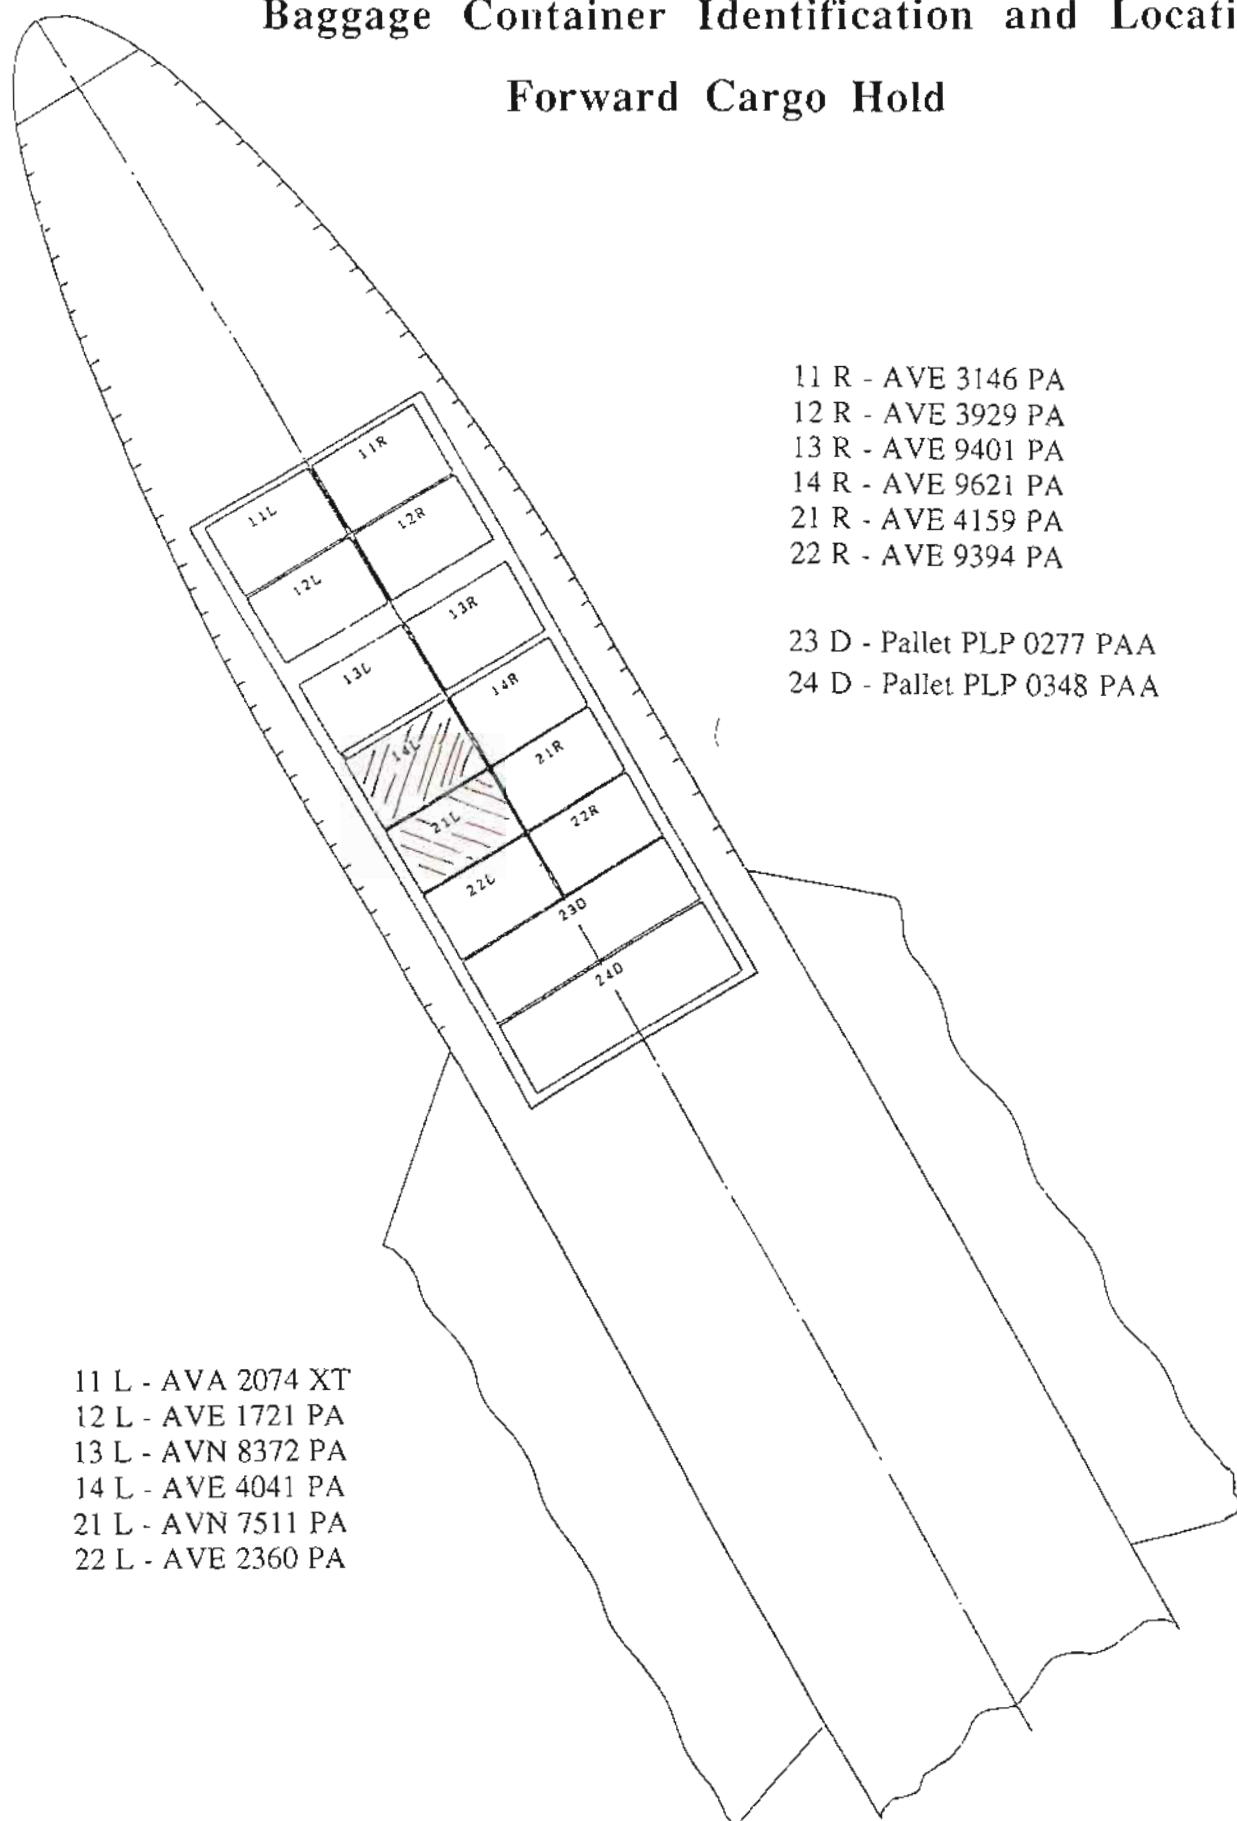 Baggage Container Identification and Locati
Forward Cargo Hold
11 R - AVE 3146 PA
12 R - AVE 3929 PA
13 R - AVE 9401 PA
14 R - AVE 9621 PA
21 R - AVE 4159 PA
22 R - AVE 9394 PA
23 D - Pallet PLP 0277 PAA
24 D - Pallet PLP 0348 PAA
11R
11L
12R
12L
13R
13L
14R
14L
21R
21L
22R
22L
23D
24D
11 L - AVA 2074 XT
12 L - AVE 1721 PA
13 L - AVN 8372 PA
14 L - AVE 4041 PA
21 L - AVN 7511 PA
22 L - AVE 2360 PA